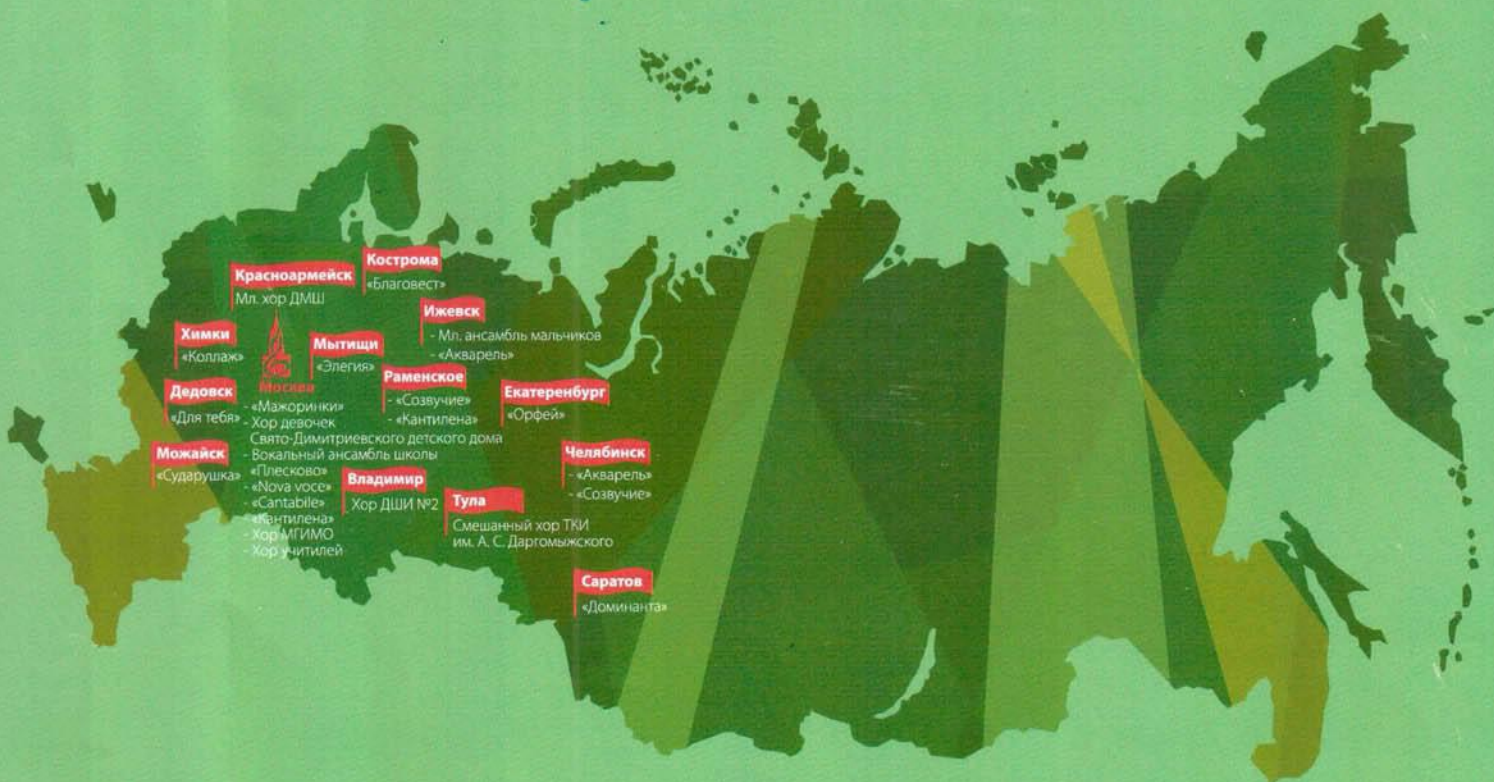 Кострома
«Благовест»
Красноармейск
Мл. хор ДМШ
Ижевск
- Мл. ансамбль мальчиков
- «Акварель»
Химки
«Коллаж»
Мытищи
«Элегия»
Москва
- «Мажоринки»
- Хор девочек
Свято-Димитриевского детского дома
- Вокальный ансамбль школы
«Плесково»
- «Nova voce»
- «Cantabile»
- «Кантилена»
- Хор МГИМО
- Хор учитилей
Раменское
- «Созвучие»
- «Кантилена»
Екатеренбург
«Орфей»
Дедовск
«Для тебя»
Можайск
«Сударушка»
Челябинск
- «Акварель»
- «Созвучие»
Владимир
Хор ДШИ №2
Тула
Смешанный хор ТКИ
им. А. С. Даргомыжского
Саратов
«Доминанта»